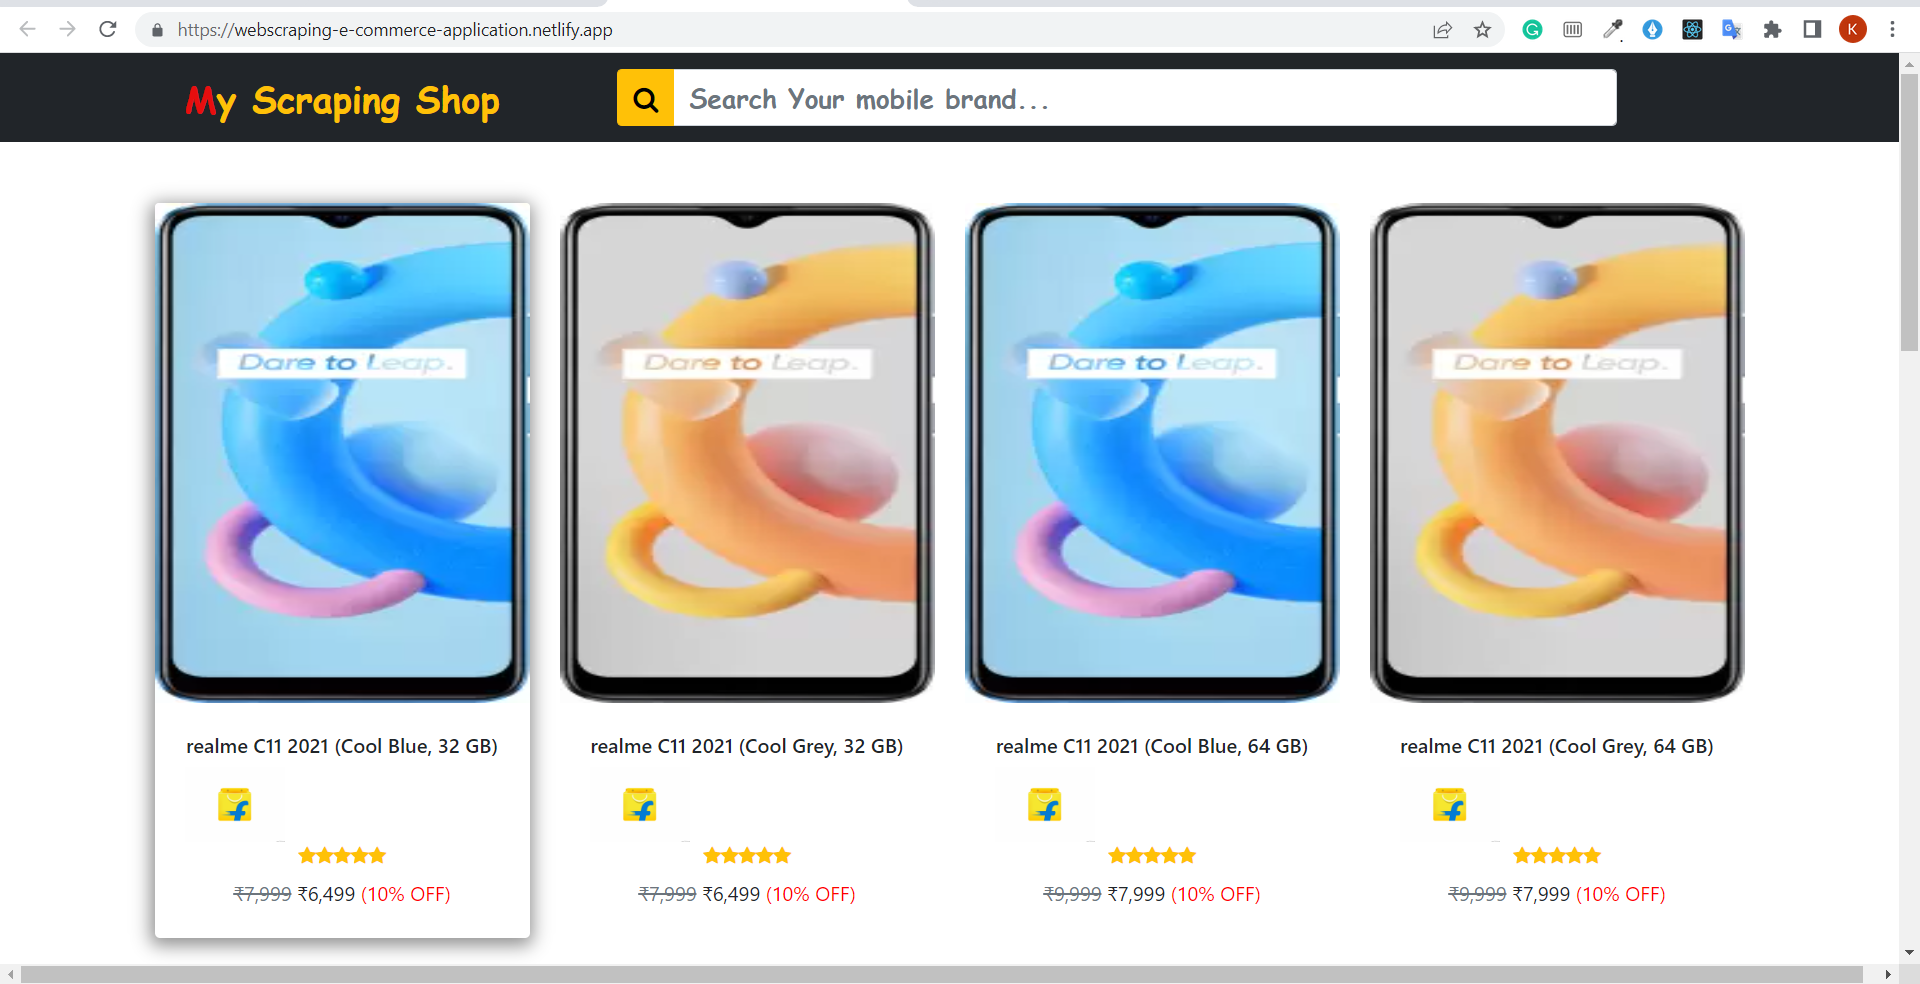 https://webscraping-e-commerce-application.netlify.app
K
My Scraping Shop
Search Your mobile brand...
Dare to Leap.
Dare to Leap.
Dare to Leap.
Dare to Leap.
realme C11 2021 (Cool Blue, 32 GB)
realme C11 2021 (Cool Grey, 32 GB)
realme C11 2021 (Cool Blue, 64 GB)
realme C11 2021 (Cool Grey, 64 GB)
₹7,999 ₹6,499 (10% OFF)
₹7,999 ₹6,499 (10% OFF)
₹9,999 ₹7,999 (10% OFF)
₹9,999 ₹7,999 (10% OFF)